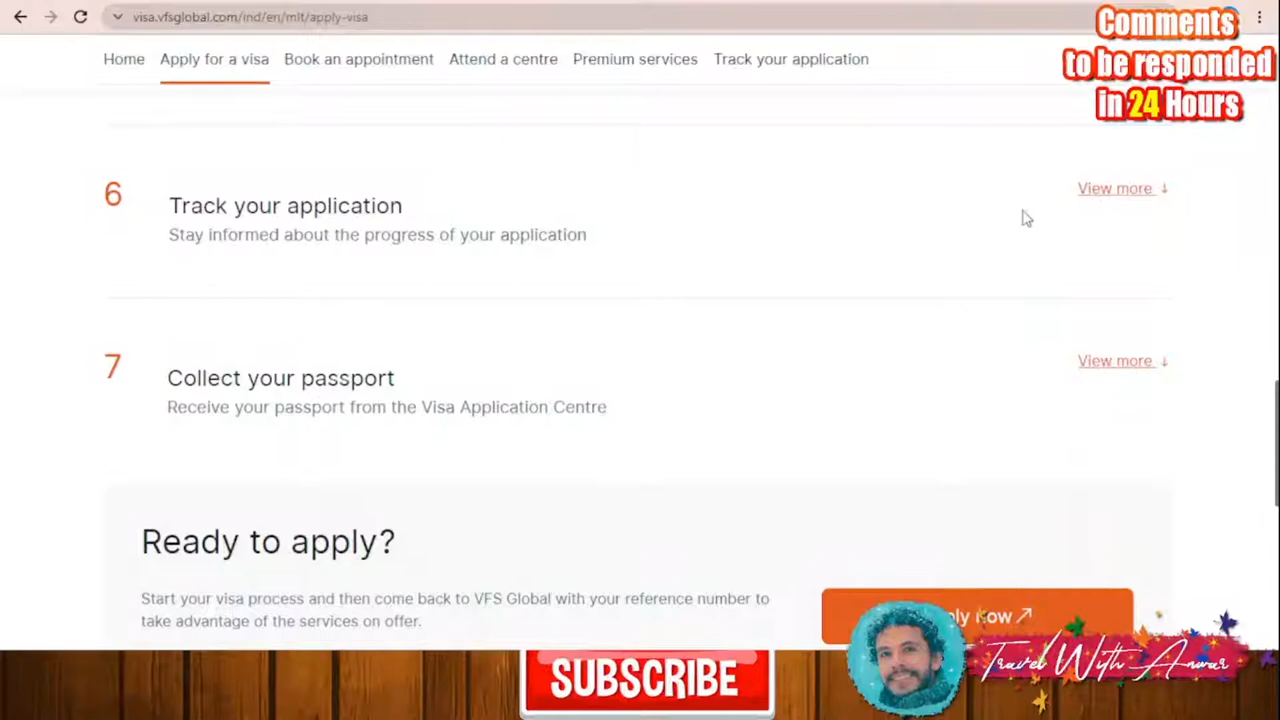 visa.vfsglobal.com/ind/en/mlt/apply-visa
Comments
to be responded
in 24 Hours
Home Apply for a visa Book an appointment Attend a centre Premium services Track your application
6
Track your application
View more ↓
Stay informed about the progress of your application
7
Collect your passport
View more ↓
Receive your passport from the Visa Application Centre
Ready to apply?
Start your visa process and then come back to VFS Global with your reference number to
take advantage of the services on offer.
now ↗
SUBSCRIBE
Travel With Anwar